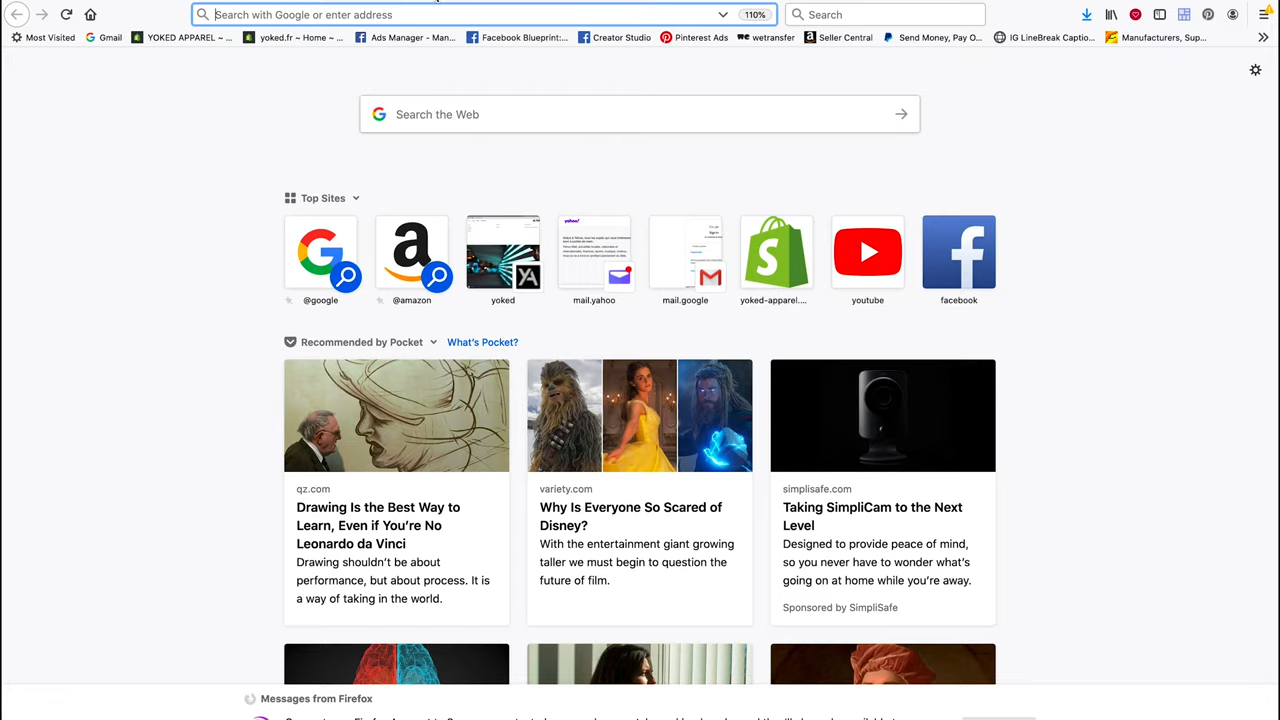 Search with Google or enter address
110%
Search
Most Visited
Gmail
YOKED APPAREL ~ ...
yoked.fr ~ Home · ...
Ads Manager - Man...
Facebook Blueprint:...
Creator Studio
Pinterest Ads
we wetransfer
Seller Central
Send Money, Pay O...
IG LineBreak Captio...
Manufacturers, Sup...
Search the Web
Top Sites
yahoo!
@google
@amazon
yoked
mail.yahoo
mail.google
yoked-apparel....
youtube
facebook
Recommended by Pocket
What's Pocket?
qz.com
Drawing Is the Best Way to
Learn, Even if You're No
Leonardo da Vinci
Drawing shouldn't be about
performance, but about process. It is
a way of taking in the world.
variety.com
Why Is Everyone So Scared of
Disney?
With the entertainment giant growing
taller we must begin to question the
future of film.
simplisafe.com
Taking SimpliCam to the Next
Level
Designed to provide peace of mind,
so you never have to wonder what's
going on at home while you're away.
Sponsored by SimpliSafe
Messages from Firefox